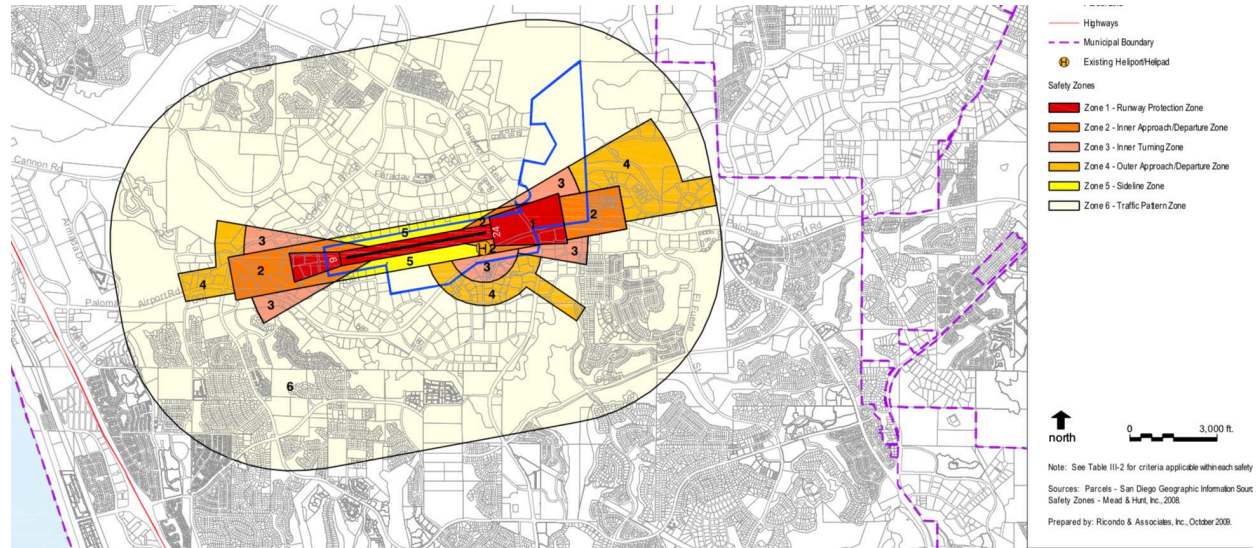 Highways
Municipal Boundary
H Existing Heliport/Helipad
Safety Zones
Zone 1 - Runway Protection Zone
Zone 2 - Inner Approach/Departure Zone
Zone 3 - Inner Turning Zone
Zone 4 - Outer Approach/Departure Zone
Zone 5 - Sideline Zone
Zone 6 - Traffic Pattern Zone
Cannon Rd
Armada Dr
Faraday
El Fuerte
Palomar Airport Rd
Palomar Airport Rd
4
3
3
2
1
2
24
5
3
2
H
2
3
9
5
3
4
4
3
6
north
0 3,000 ft.
Note: See Table III-2 for criteria applicable within each safety
Sources: Parcels - San Diego Geographic Information Sour
Safety Zones - Mead & Hunt, Inc., 2008.
Prepared by: Ricondo & Associates, Inc., October 2009.